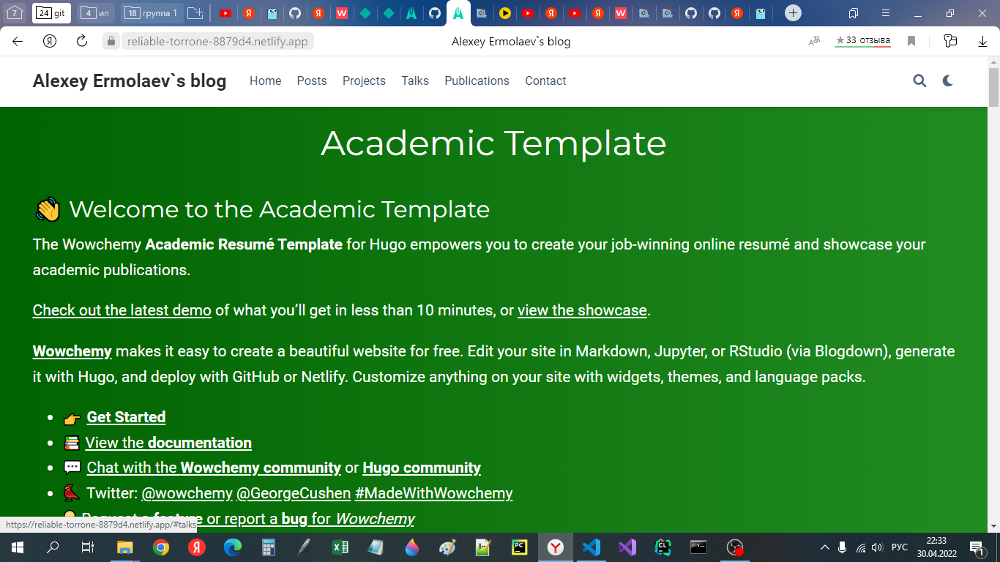 7 24 git 4 ип 18 группа 1
reliable-torrone-8879d4.netlify.app Alexey Ermolaev`s blog 33 отзыва
Alexey Ermolaev`s blog Home Posts Projects Talks Publications Contact
Academic Template
Welcome to the Academic Template
The Wowchemy Academic Resumé Template for Hugo empowers you to create your job-winning online resumé and showcase your
academic publications.
Check out the latest demo of what you’ll get in less than 10 minutes, or view the showcase.
Wowchemy makes it easy to create a beautiful website for free. Edit your site in Markdown, Jupyter, or RStudio (via Blogdown), generate
it with Hugo, and deploy with GitHub or Netlify. Customize anything on your site with widgets, themes, and language packs.
Get Started
View the documentation
Chat with the Wowchemy community or Hugo community
Twitter: @wowchemy @GeorgeCushen #MadeWithWowchemy
or report a bug for Wowchemy
https://reliable-torrone-8879d4.netlify.app/#talks
РУС 22:33
30.04.2022 1